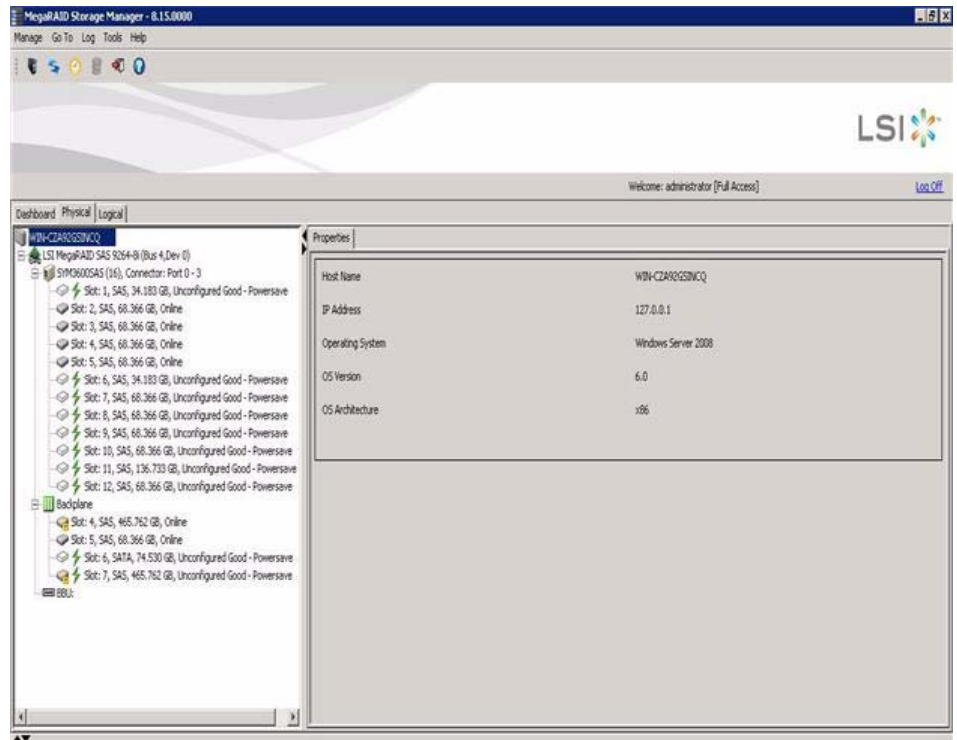 MegaRAID Storage Manager - 8.15.0000
Manage Go To Log Tools Help
LSI
Welcome: administrator [Full Access]
Log Off
Dashboard Physical Logical
WIN-CZA92GSINCQ
LSI MegaRAID SAS 9264-8i (Bus 4,Dev 0)
SYM3600SAS (16), Connector: Port 0 - 3
Slot: 1, SAS, 34.183 GB, Unconfigured Good - Powersave
Slot: 2, SAS, 68.366 GB, Online
Slot: 3, SAS, 68.366 GB, Online
Slot: 4, SAS, 68.366 GB, Online
Slot: 5, SAS, 68.366 GB, Online
Slot: 6, SAS, 34.183 GB, Unconfigured Good - Powersave
Slot: 7, SAS, 68.366 GB, Unconfigured Good - Powersave
Slot: 8, SAS, 68.366 GB, Unconfigured Good - Powersave
Slot: 9, SAS, 68.366 GB, Unconfigured Good - Powersave
Slot: 10, SAS, 68.366 GB, Unconfigured Good - Powersave
Slot: 11, SAS, 136.733 GB, Unconfigured Good - Powersave
Slot: 12, SAS, 68.366 GB, Unconfigured Good - Powersave
Backplane
Slot: 4, SAS, 465.762 GB, Online
Slot: 5, SAS, 68.366 GB, Online
Slot: 6, SATA, 74.530 GB, Unconfigured Good - Powersave
Slot: 7, SAS, 465.762 GB, Unconfigured Good - Powersave
BBU:
Properties
Host Name WIN-CZA92GSINCQ
IP Address 127.0.0.1
Operating System Windows Server 2008
OS Version 6.0
OS Architecture x86